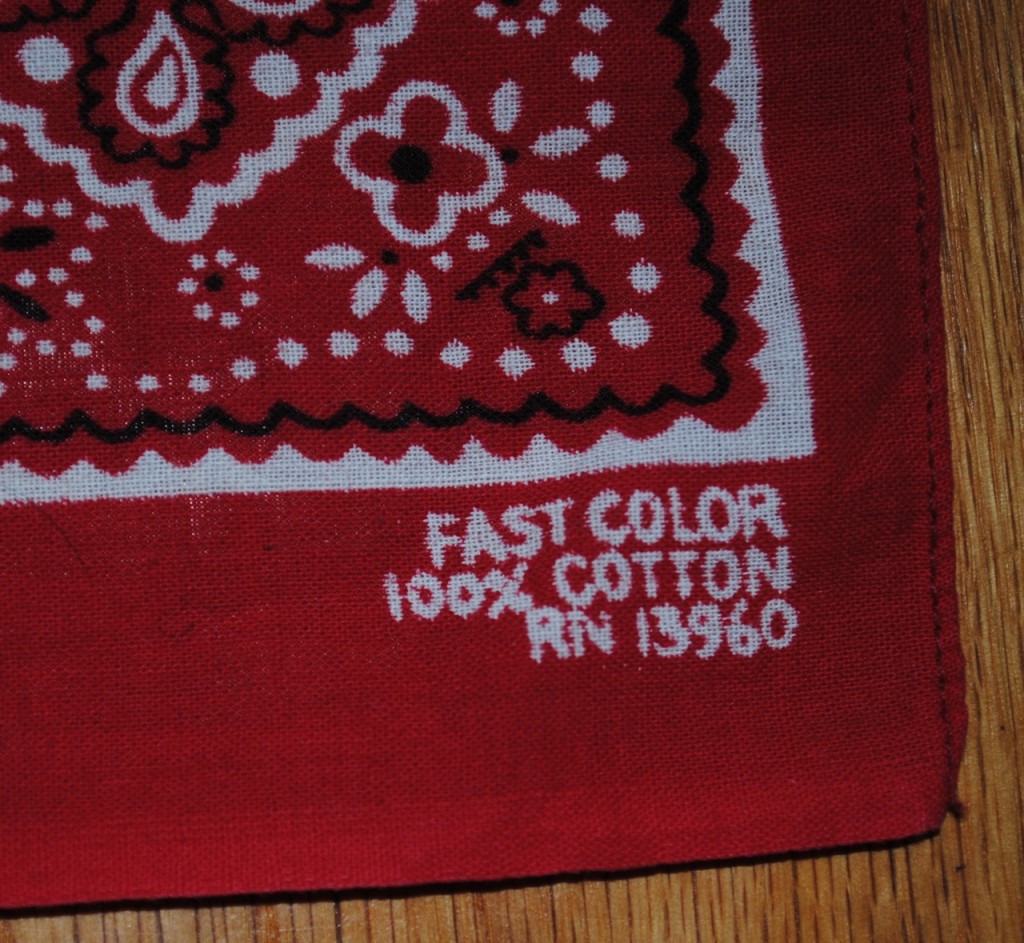 FAST COLOR
100% COTTON
RN 13960